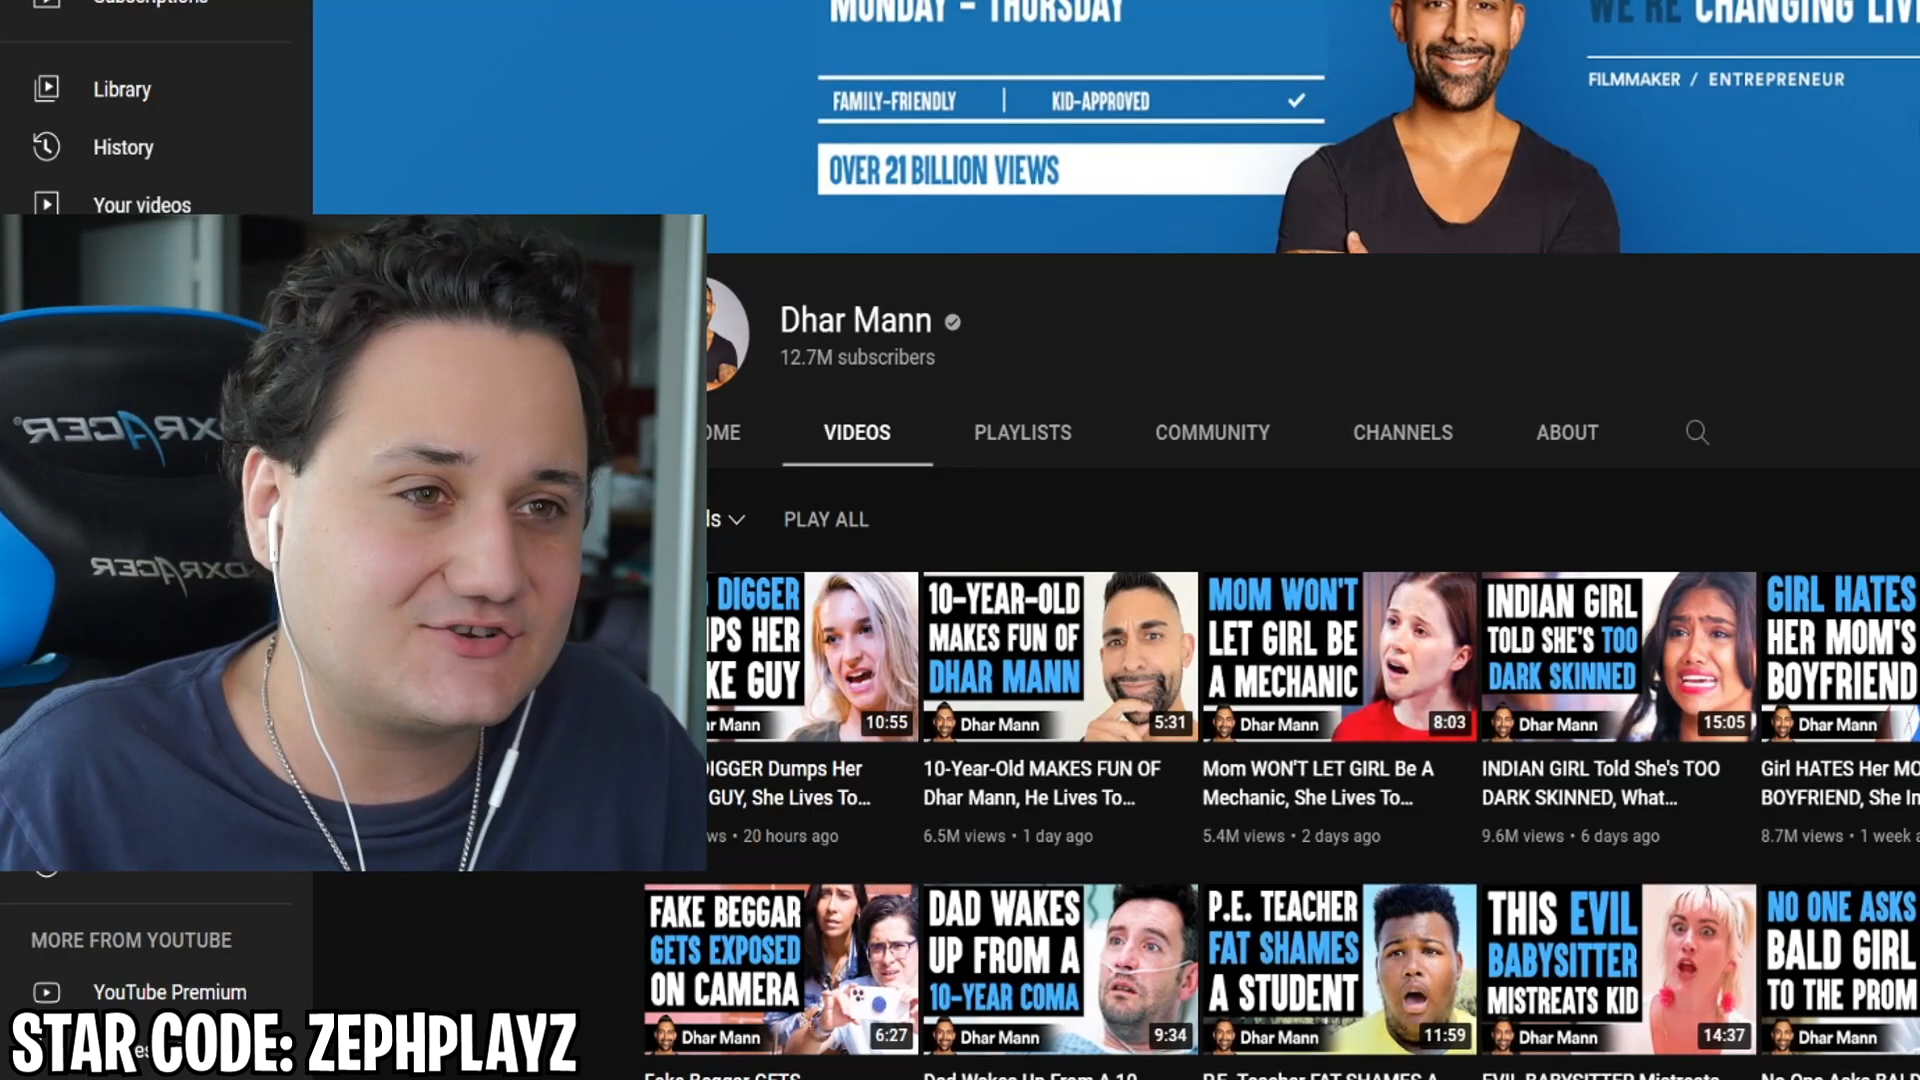 Subscriptions
Library
History
Your videos
MONDAY - THURSDAY
FAMILY-FRIENDLY | KID-APPROVED
OVER 21 BILLION VIEWS
WE'RE CHANGING
FILMMAKER / ENTREPRENEUR
DXRACER
DXRACER
Dhar Mann
12.7M subscribers
VIDEOS PLAYLISTS COMMUNITY CHANNELS ABOUT
PLAY ALL
DIGGER
HER
GUY
Mann
10:55
DIGGER Dumps Her
GUY, She Lives To...
20 hours ago
10-YEAR-OLD
MAKES FUN OF
DHAR MANN
Dhar Mann
5:31
10-Year-Old MAKES FUN OF
Dhar Mann, He Lives To...
6.5M views • 1 day ago
MOM WON'T
LET GIRL BE
A MECHANIC
Dhar Mann
8:03
Mom WON'T LET GIRL Be A
Mechanic, She Lives To...
5.4M views • 2 days ago
INDIAN GIRL
TOLD SHE'S TOO
DARK SKINNED
Dhar Mann
15:05
INDIAN GIRL Told She's TOO
DARK SKINNED, What...
9.6M views • 6 days ago
GIRL HATES
HER MOM'S
BOYFRIEND
Dhar Mann
Girl HATES Her
BOYFRIEND, She
8.7M views • 1 week
FAKE BEGGAR
GETS EXPOSED
ON CAMERA
Dhar Mann
6:27
DAD WAKES
UP FROM A
10-YEAR COMA
Dhar Mann
9:34
P.E. TEACHER
FAT SHAMES
A STUDENT
Dhar Mann
11:59
THIS EVIL
BABYSITTER
MISTREATS KID
Dhar Mann
14:37
NO ONE ASKS
BALD GIRL
TO THE PROM
Dhar Mann
MORE FROM YOUTUBE
YouTube Premium
STAR CODE: ZEPHPLAYZ